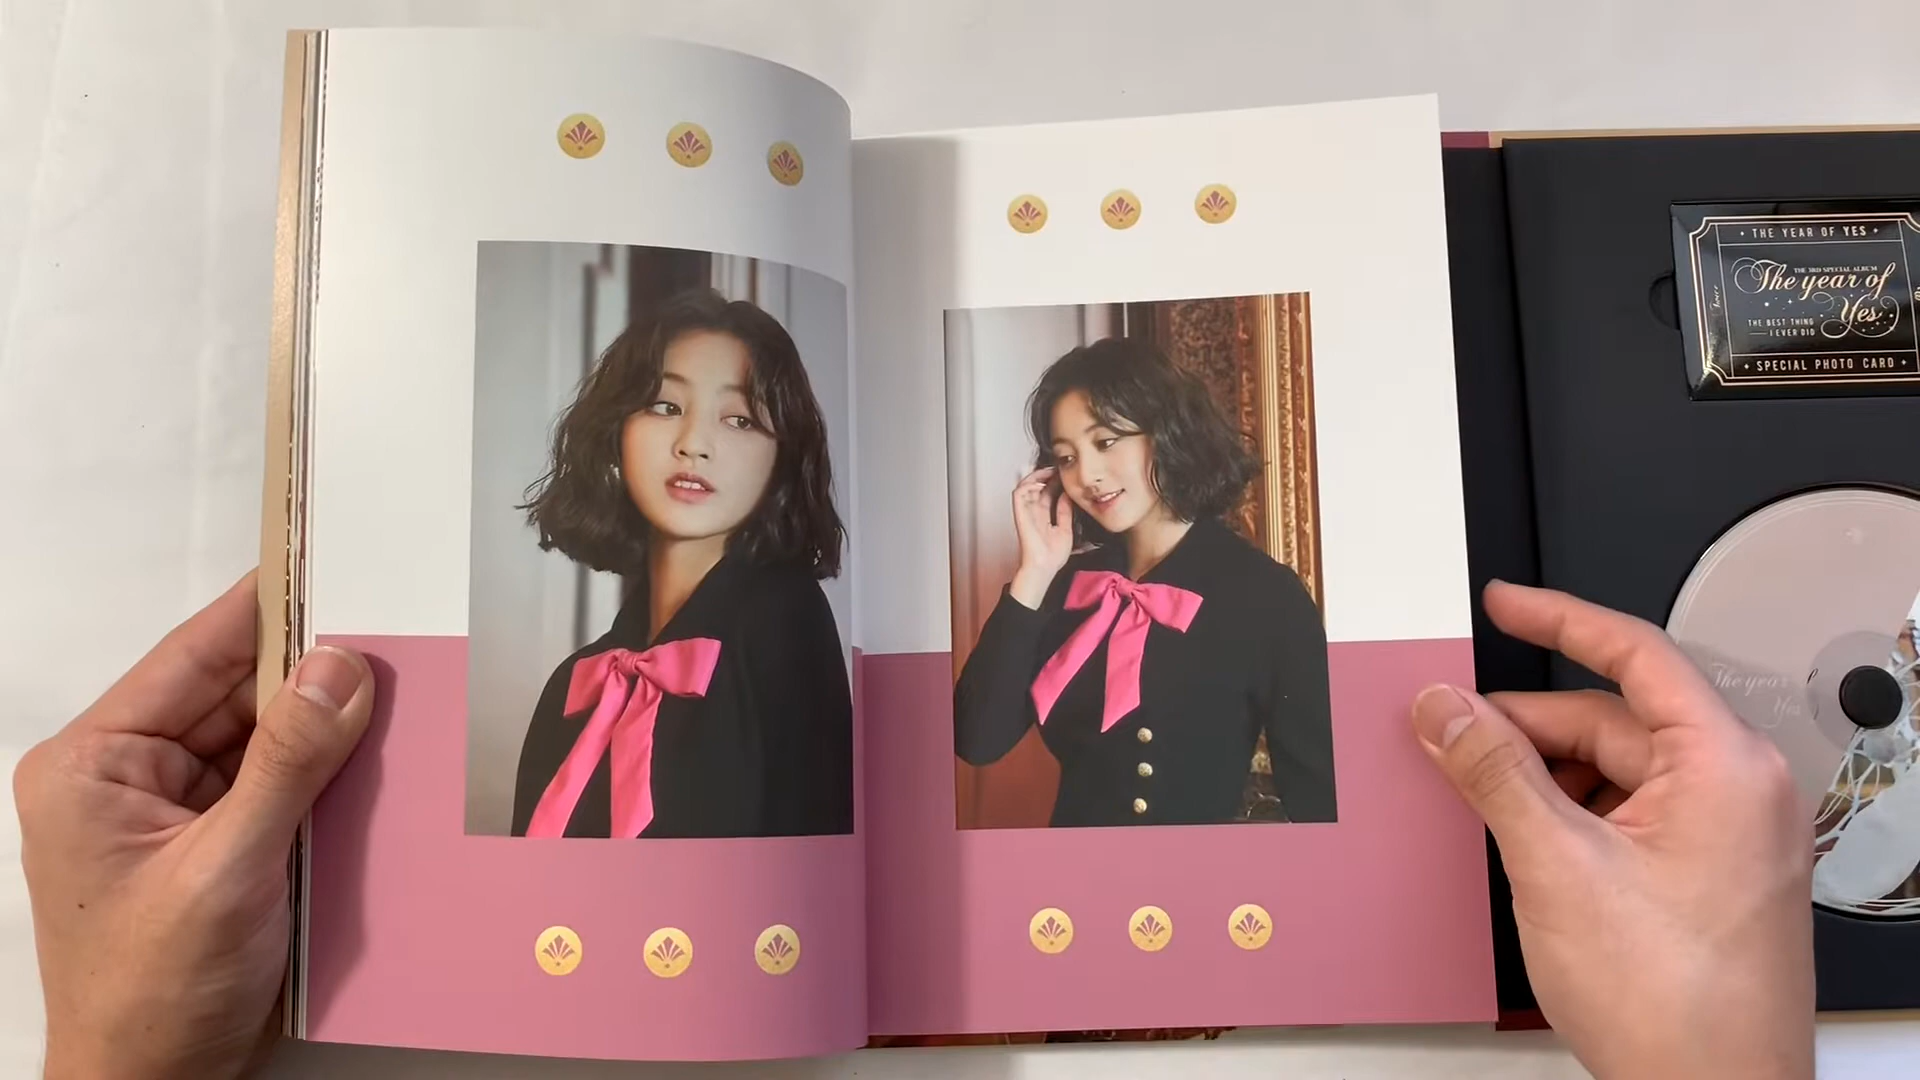 THE YEAR OF YES
THE 3RD SPECIAL ALBUM
The year of
Yes
THE BEST THING
I EVER DID
SPECIAL PHOTO CARD
The year of
Yes